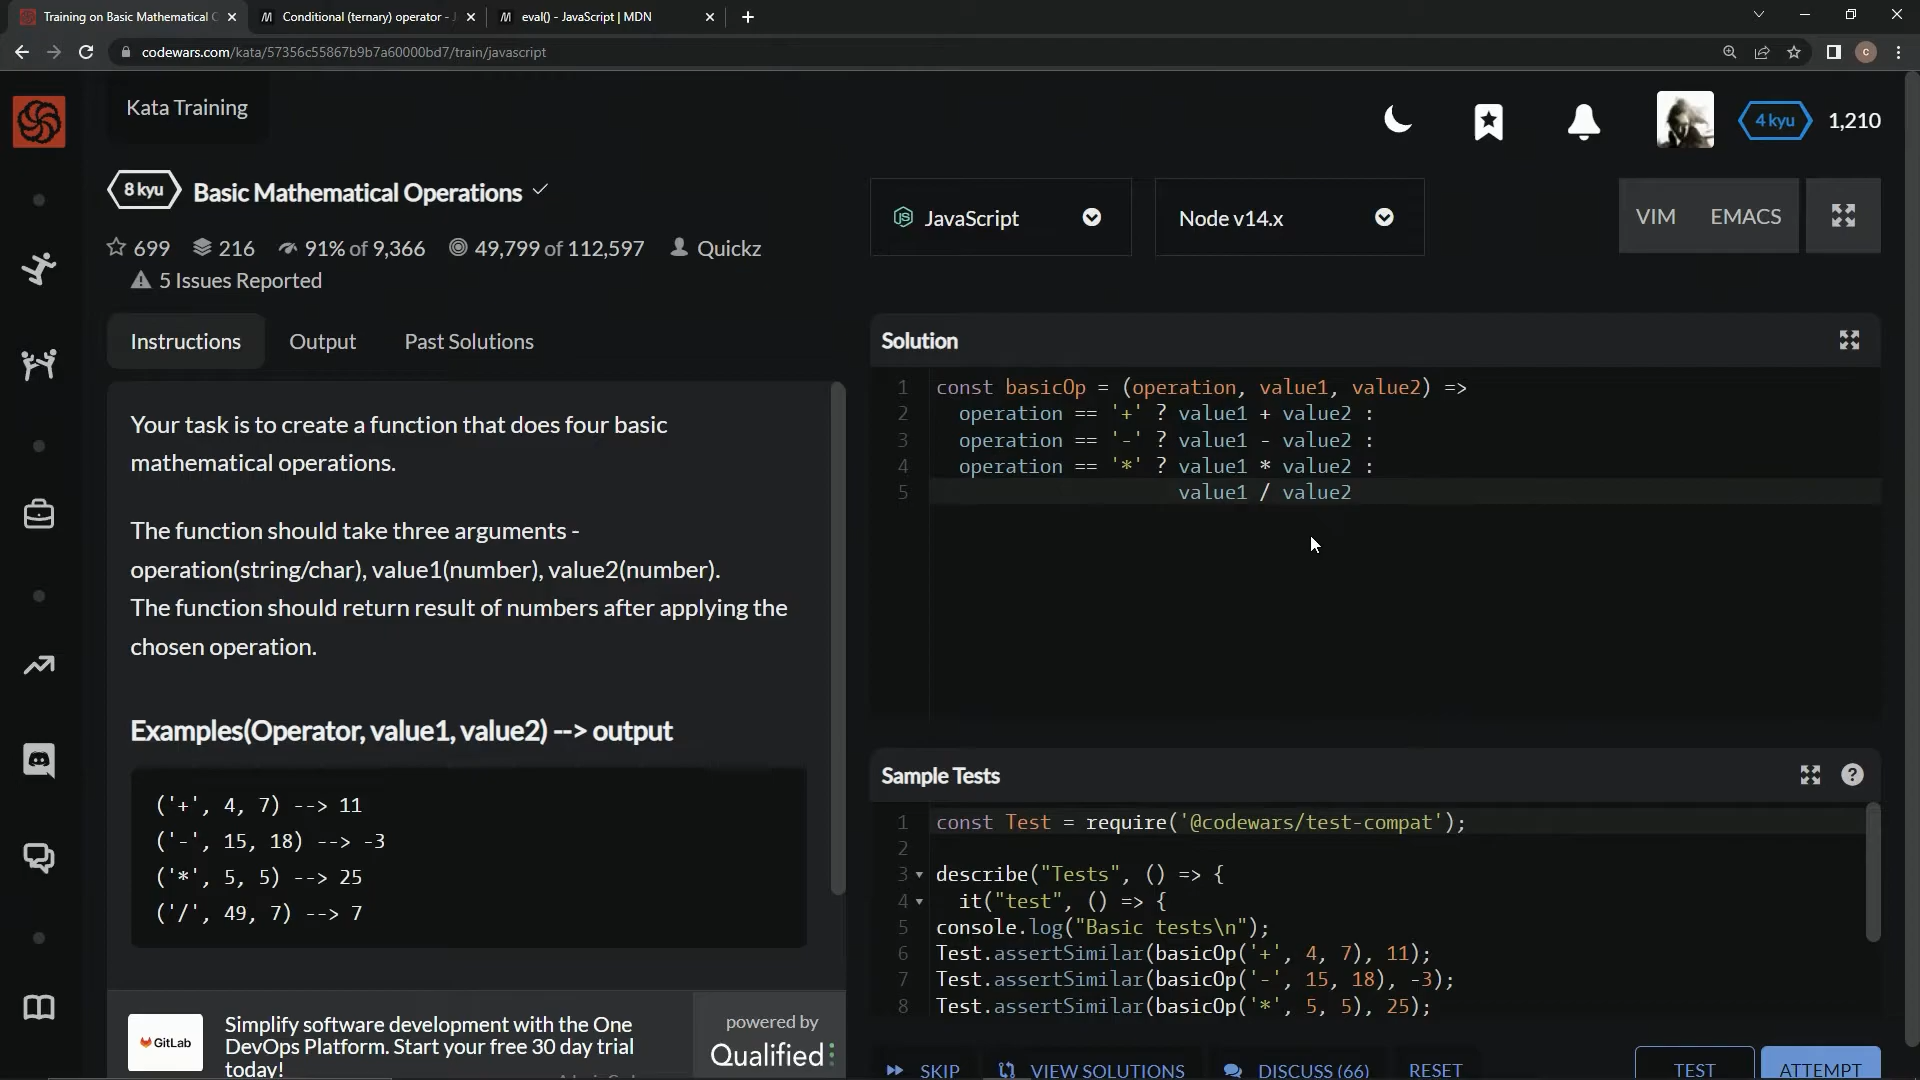 Training on Basic Mathematical O
Conditional (ternary) operator - J
eval() - JavaScript | MDN
codewars.com/kata/57356c55867b9b7a60000bd7/train/javascript
C
Kata Training
4 kyu
1,210
8 kyu
Basic Mathematical Operations
699
216
91% of 9,366
49,799 of 112,597
Quickz
5 Issues Reported
JavaScript
Node v14.x
VIM
EMACS
Instructions
Output
Past Solutions
Your task is to create a function that does four basic
mathematical operations.
The function should take three arguments -
operation(string/char), value1(number), value2(number).
The function should return result of numbers after applying the
chosen operation.
Examples(Operator, value1, value2) --> output
('+', 4, 7) --> 11
('-', 15, 18) --> -3
('*', 5, 5) --> 25
('/', 49, 7) --> 7
GitLab
Simplify software development with the One
DevOps Platform. Start your free 30 day trial
today!
powered by
Qualified
Solution
1 const basicOp = (operation, value1, value2) =>
2 operation == '+' ? value1 + value2 :
3 operation == '-' ? value1 - value2 :
4 operation == '*' ? value1 * value2 :
5 value1 / value2
Sample Tests
1 const Test = require('@codewars/test-compat');
2
3 describe("Tests", () => {
4 it("test", () => {
5 console.log("Basic tests\n");
6 Test.assertSimilar(basicOp('+', 4, 7), 11);
7 Test.assertSimilar(basicOp('-', 15, 18), -3);
8 Test.assertSimilar(basicOp('*', 5, 5), 25);
SKIP
VIEW SOLUTIONS
DISCUSS (66)
RESET
TEST
ATTEMPT